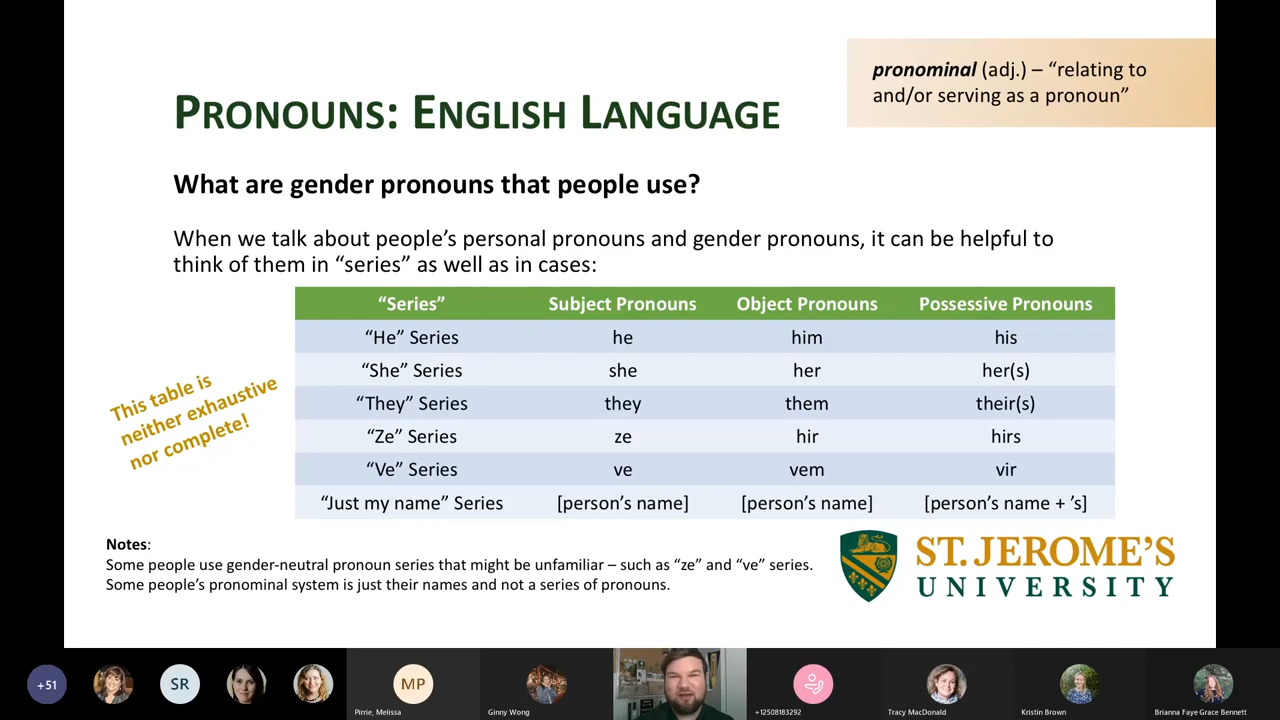 pronominal (adj.) – “relating to
and/or serving as a pronoun”
PRONOUNS: ENGLISH LANGUAGE
What are gender pronouns that people use?
When we talk about people’s personal pronouns and gender pronouns, it can be helpful to
think of them in “series” as well as in cases:
“Series” Subject Pronouns Object Pronouns Possessive Pronouns
“He” Series he him his
“She” Series she her her(s)
“They” Series they them their(s)
“Ze” Series ze hir hirs
“Ve” Series ve vem vir
“Just my name” Series [person’s name] [person’s name] [person’s name + ’s]
This table is
neither exhaustive
nor complete!
Notes:
Some people use gender-neutral pronoun series that might be unfamiliar – such as “ze” and “ve” series.
Some people’s pronominal system is just their names and not a series of pronouns.
ST. JEROME’S
UNIVERSITY
+51
SR
MP
Pirrie, Melissa
Ginny Wong
+12508183292
Tracy MacDonald
Kristin Brown
Brianna Faye Grace Bennett